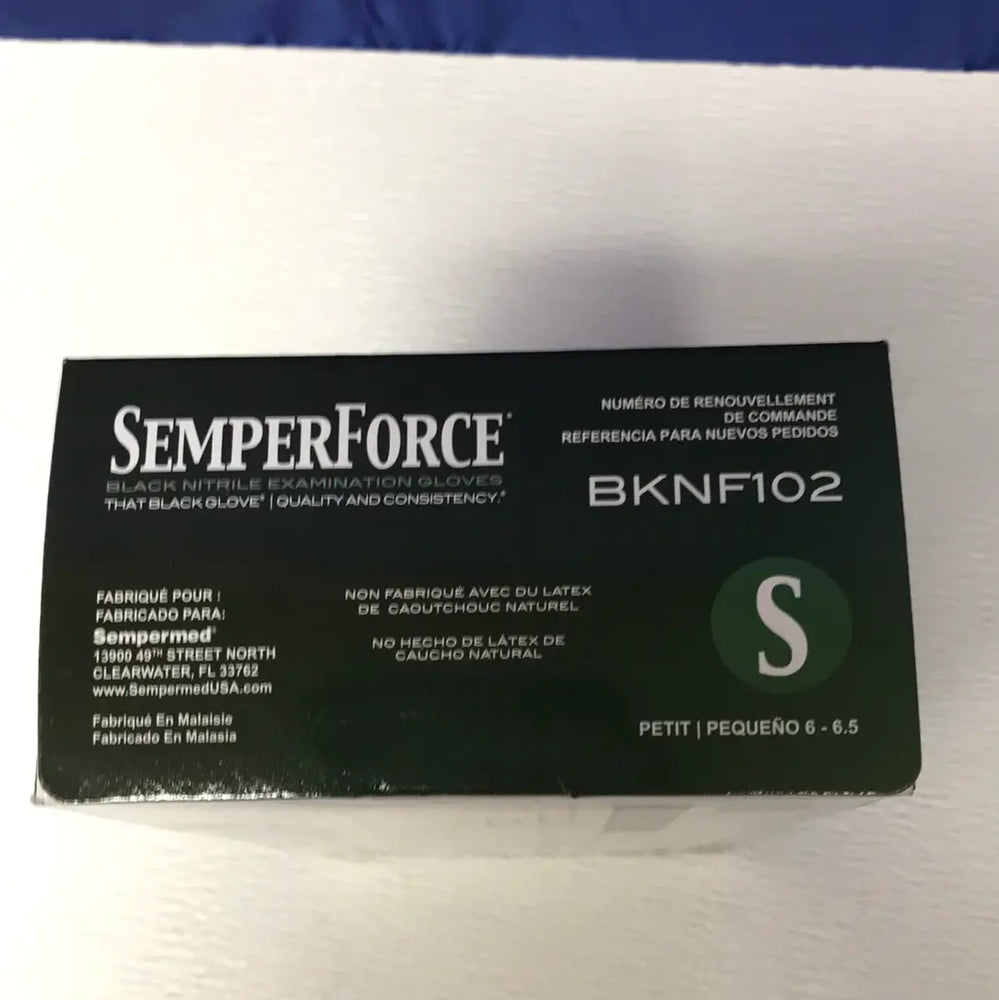 SEMPERFORCE®
BLACK NITRILE EXAMINATION GLOVES
THAT BLACK GLOVE® | QUALITY AND CONSISTENCY.®
NUMÉRO DE RENOUVELLEMENT
DE COMMANDE
REFERENCIA PARA NUEVOS PEDIDOS
BKNF102
FABRIQUÉ POUR :
FABRICADO PARA:
Sempermed®
13900 49TH STREET NORTH
CLEARWATER, FL 33762
www.SempermedUSA.com
Fabriqué En Malaisie
Fabricado En Malasia
NON FABRIQUÉ AVEC DU LATEX
DE CAOUTCHOUC NATUREL
NO HECHO DE LÁTEX DE
CAUCHO NATURAL
S
PETIT | PEQUEÑO 6 - 6.5